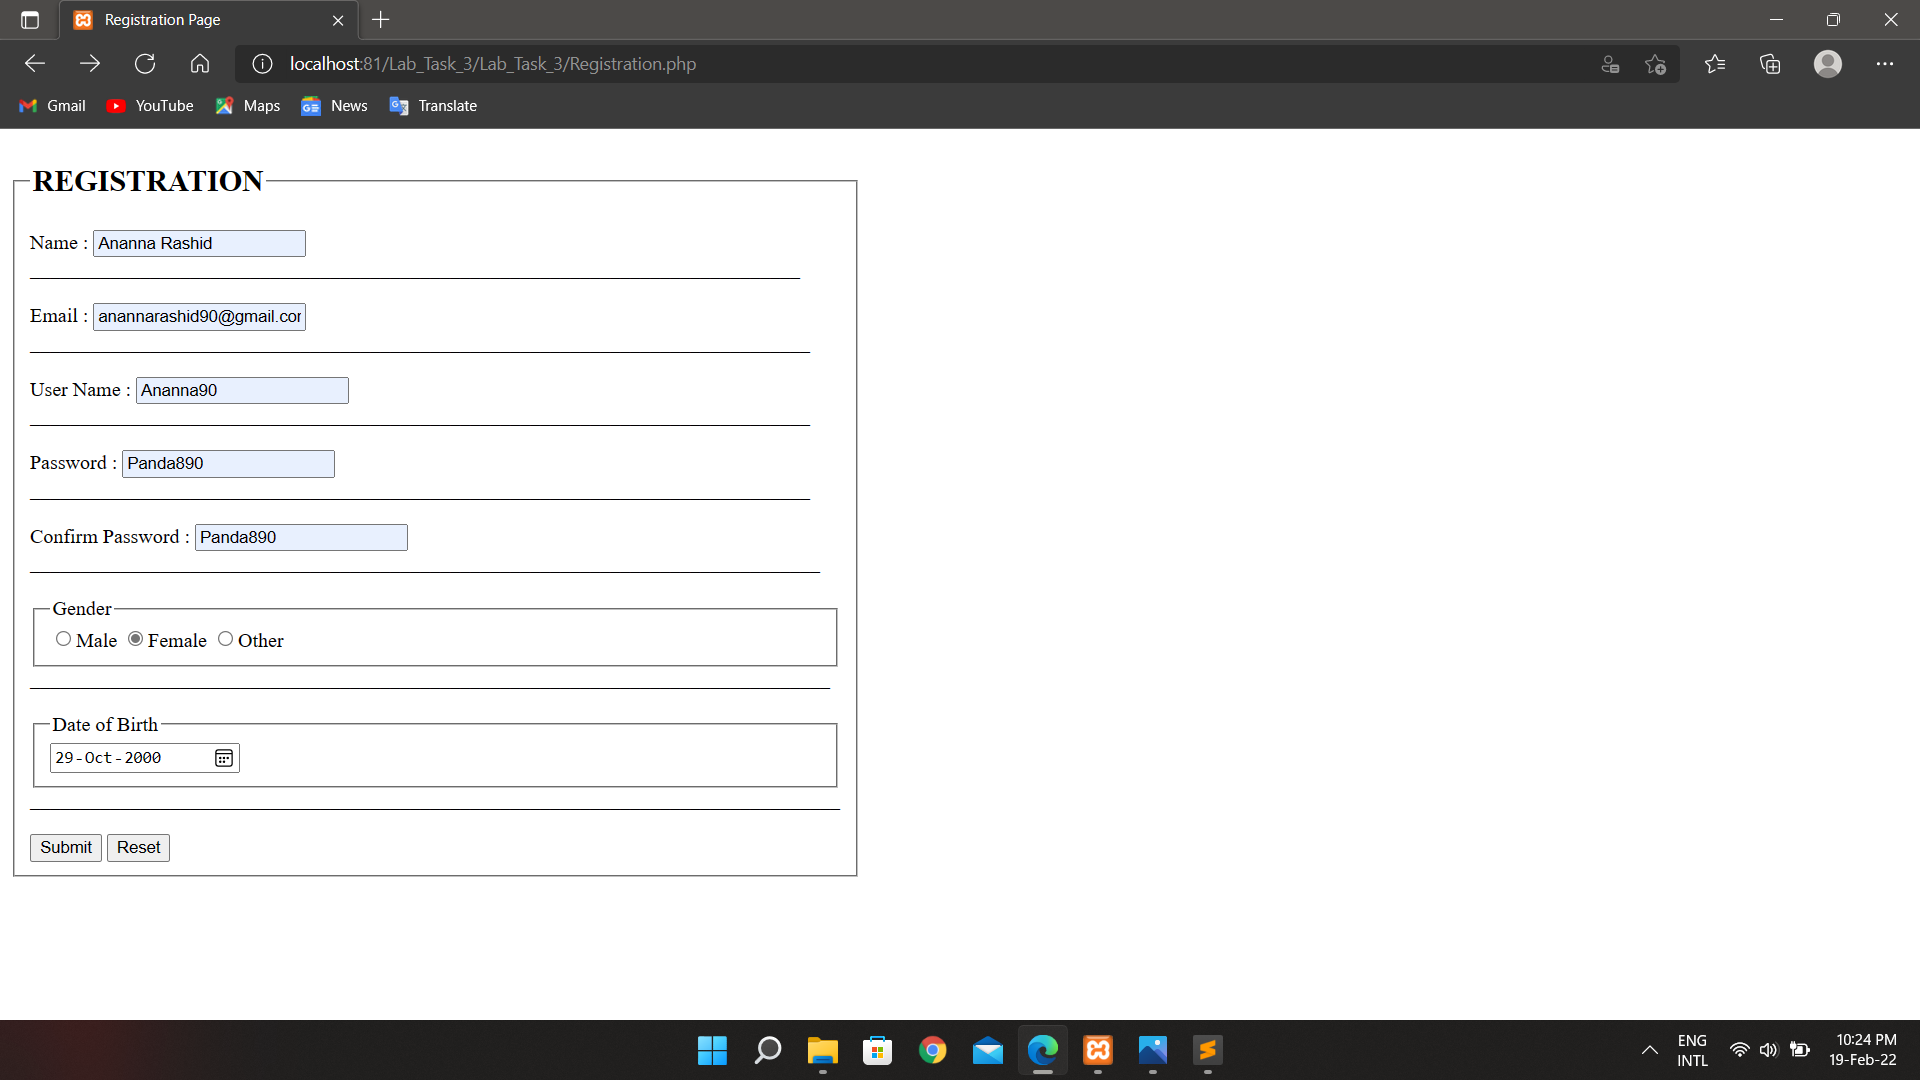 Registration Page
localhost:81/Lab_Task_3/Lab_Task_3/Registration.php
Gmail YouTube Maps News Translate
REGISTRATION
Name : Ananna Rashid
Email : anannarashid90@gmail.cor
User Name : Ananna90
Password : Panda890
Confirm Password : Panda890
Gender
Male Female Other
Date of Birth
29-Oct-2000
Submit Reset
ENG 10:24 PM
INTL 19-Feb-22